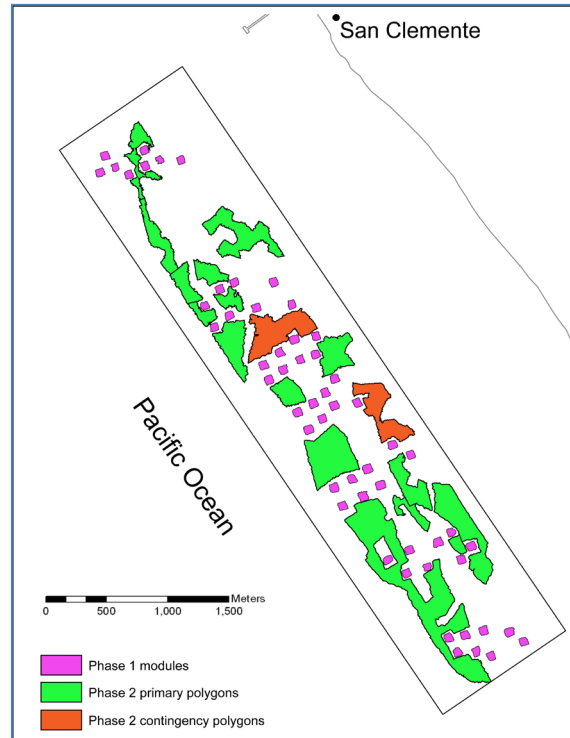 San Clemente
Pacific Ocean
Meters
0 500 1,000 1,500
Phase 1 modules
Phase 2 primary polygons
Phase 2 contingency polygons